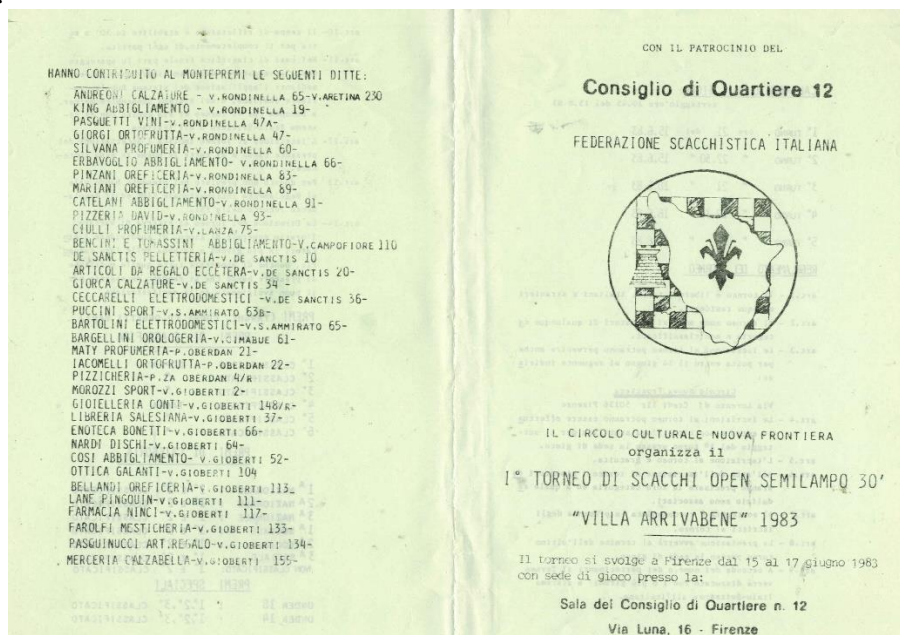 HANNO CONTRIBUITO AL MONTEPREMI LE SEGUENTI DITTE:
ANDREONI CALZATURE - V.RONDINELLA 65-V.ARETINA 230
KING ABBIGLIAMENTO - V.RONDINELLA 19-
PASQUETTI VINI-V.RONDINELLA 47A-
GIORGI ORTOFRUTTA-V.RONDINELLA 47-
SILVANA PROFUMERIA-V.RONDINELLA 60-
ERBAVOGLIO ABBIGLIAMENTO- V.RONDINELLA 66-
PINZANI OREFICERIA-V.RONDINELLA 83-
MARIANI OREFICERIA-V.RONDINELLA 89-
CATELANI ABBIGLIAMENTO-V.RONDINELLA 91-
PIZZERIA DAVID-V.RONDINELLA 93-
CIULLI PROFUMERIA-V.LANZA 75-
BENCINI E TOMASSINI ABBIGLIAMENTO-V.CAMPOFIORE 110
DE SANCTIS PELLETTERIA-V.DE SANCTIS 10
ARTICOLI DA REGALO ECCÈTERA-V.DE SANCTIS 20-
GIORCA CALZATURE-V.DE SANCTIS 34 -
CECCARELLI ELETTRODOMESTICI -V.DE SANCTIS 36-
PUCCINI SPORT-V.S.AMMIRATO 63B-
BARTOLINI ELETTRODOMESTICI-V.S.AMMIRATO 65-
BARGELLINI OROLOGERIA-V.CIMABUE 61-
MATY PROFUMERIA-P.OBERDAN 21-
IACOMELLI ORTOFRUTTA-P.OBERDAN 22-
PIZZICHERIA-P.ZA OBERDAN 4/R
MOROZZI SPORT-V.GIOBERTI 2-
GIOIELLERIA CONTI-V.GIOBERTI 148/R-
LIBRERIA SALESIANA-V.GIOBERTI 37-
ENOTECA BONETTI-V.GIOBERTI 66-
NARDI DISCHI-V.GIOBERTI 64-
COSI ABBIGLIAMENTO- V.GIOBERTI 52-
OTTICA GALANTI-V.GIOBERTI 104
BELLANDI OREFICERIA-V.GIOBERTI 113-
LANE PINGOUIN-V.GIOBERTI 111-
FARMACIA NINCI-V.GIOBERTI 117-
FAROLFI MESTICHERIA-V.GIOBERTI 133-
PASQUINUCCI ART.REGALO-V.GIOBERTI 134-
MERCERIA CALZABELLA-V.GIOBERTI 155-
CON IL PATROCINIO DEL
Consiglio di Quartiere 12
FEDERAZIONE SCACCHISTICA ITALIANA
IL CIRCOLO CULTURALE NUOVA FRONTIERA
organizza il
1° TORNEO DI SCACCHI OPEN SEMILAMPO 30'
"VILLA ARRIVABENE" 1983
Il torneo si svolge a Firenze dal 15 al 17 giugno 1983
con sede di gioco presso la:
Sala del Consiglio di Quartiere n. 12
Via Luna, 16 - Firenze